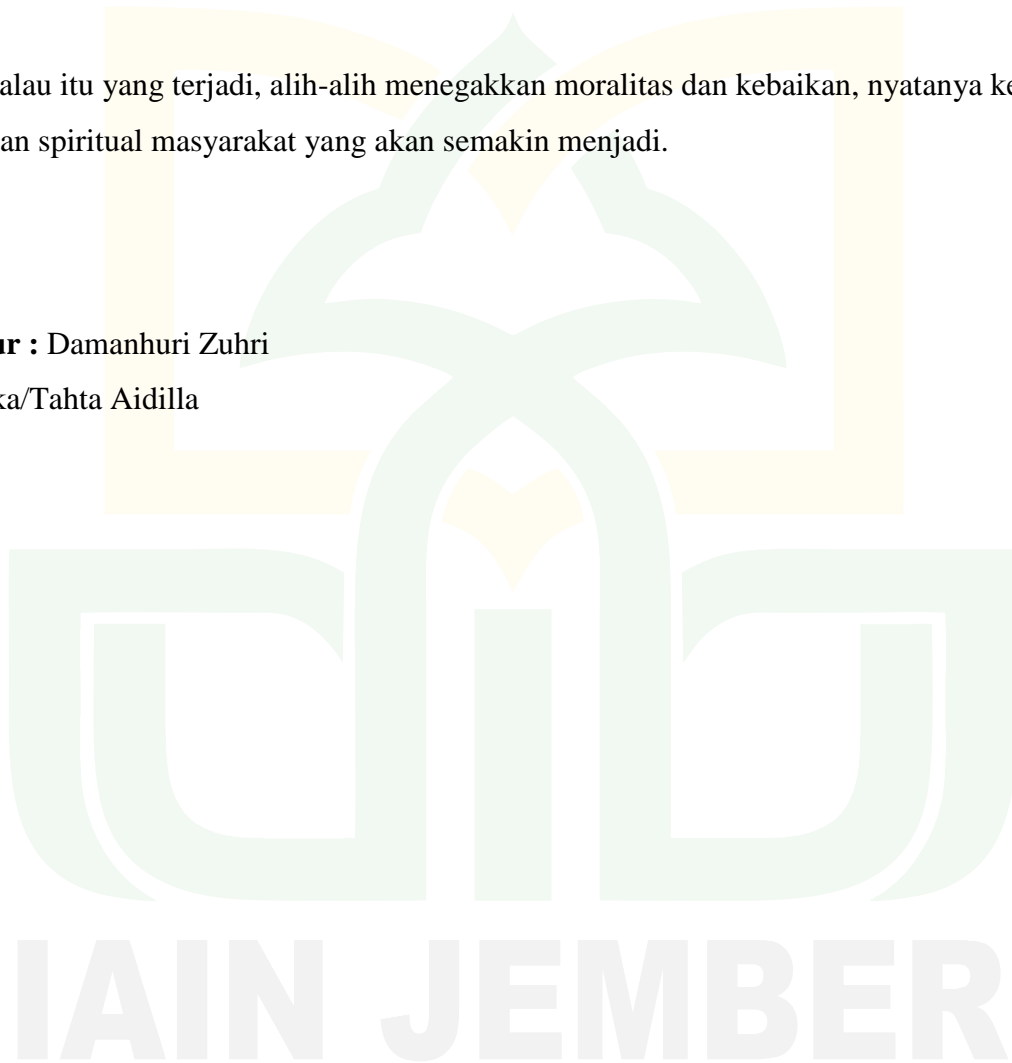 alau itu yang terjadi, alih-alih menegakkan moralitas dan kebaikan, nyatanya ke
an spiritual masyarakat yang akan semakin menjadi.
ur : Damanhuri Zuhri
ka/Tahta Aidilla
IAIN JEMBER